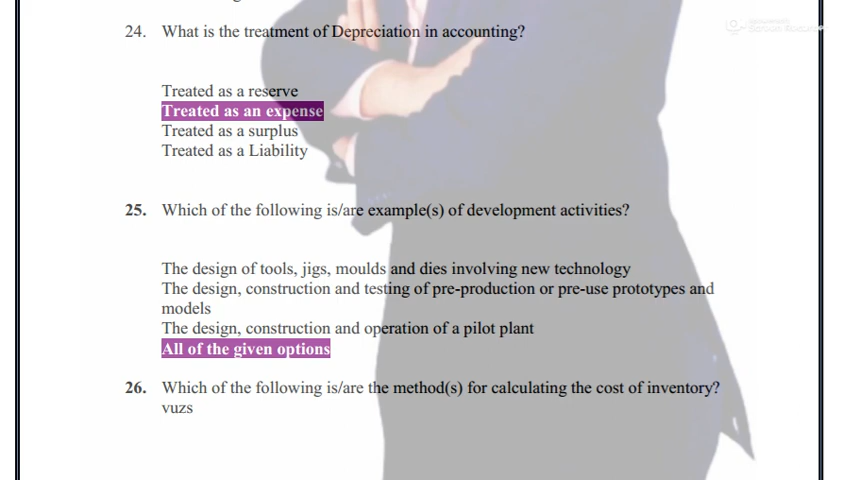 24. What is the treatment of Depreciation in accounting?
Treated as a reserve
Treated as an expense
Treated as a surplus
Treated as a Liability
25. Which of the following is/are example(s) of development activities?
The design of tools, jigs, moulds and dies involving new technology
The design, construction and testing of pre-production or pre-use prototypes and
models
The design, construction and operation of a pilot plant
All of the given options
26. Which of the following is/are the method(s) for calculating the cost of inventory?
vuzs